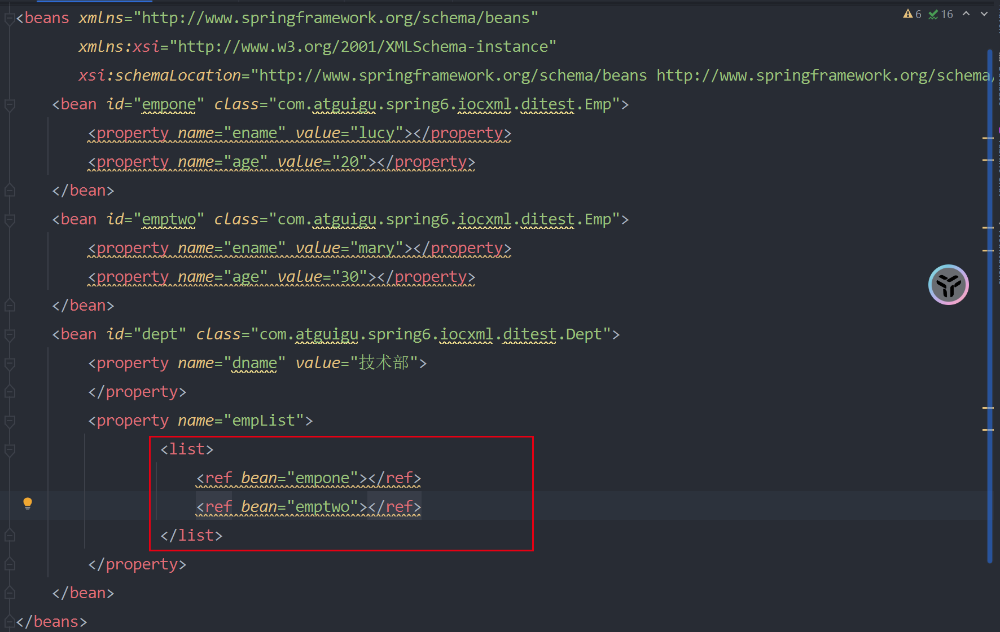 <beans xmlns="http://www.springframework.org/schema/beans"
6 16
xmlns:xsi="http://www.w3.org/2001/XMLSchema-instance"
xsi:schemaLocation="http://www.springframework.org/schema/beans http://www.springframework.org/schema/
<bean id="empone" class="com.atguigu.spring6.iocxml.ditest.Emp">
<property name="ename" value="lucy"></property>
<property name="age" value="20"></property>
</bean>
<bean id="emptwo" class="com.atguigu.spring6.iocxml.ditest.Emp">
<property name="ename" value="mary"></property>
<property name="age" value="30"></property>
</bean>
<bean id="dept" class="com.atguigu.spring6.iocxml.ditest.Dept">
<property name="dname" value="技术部">
</property>
<property name="empList">
<list>
<ref bean="empone"></ref>
<ref bean="emptwo"></ref>
</list>
</property>
</bean>
</beans>